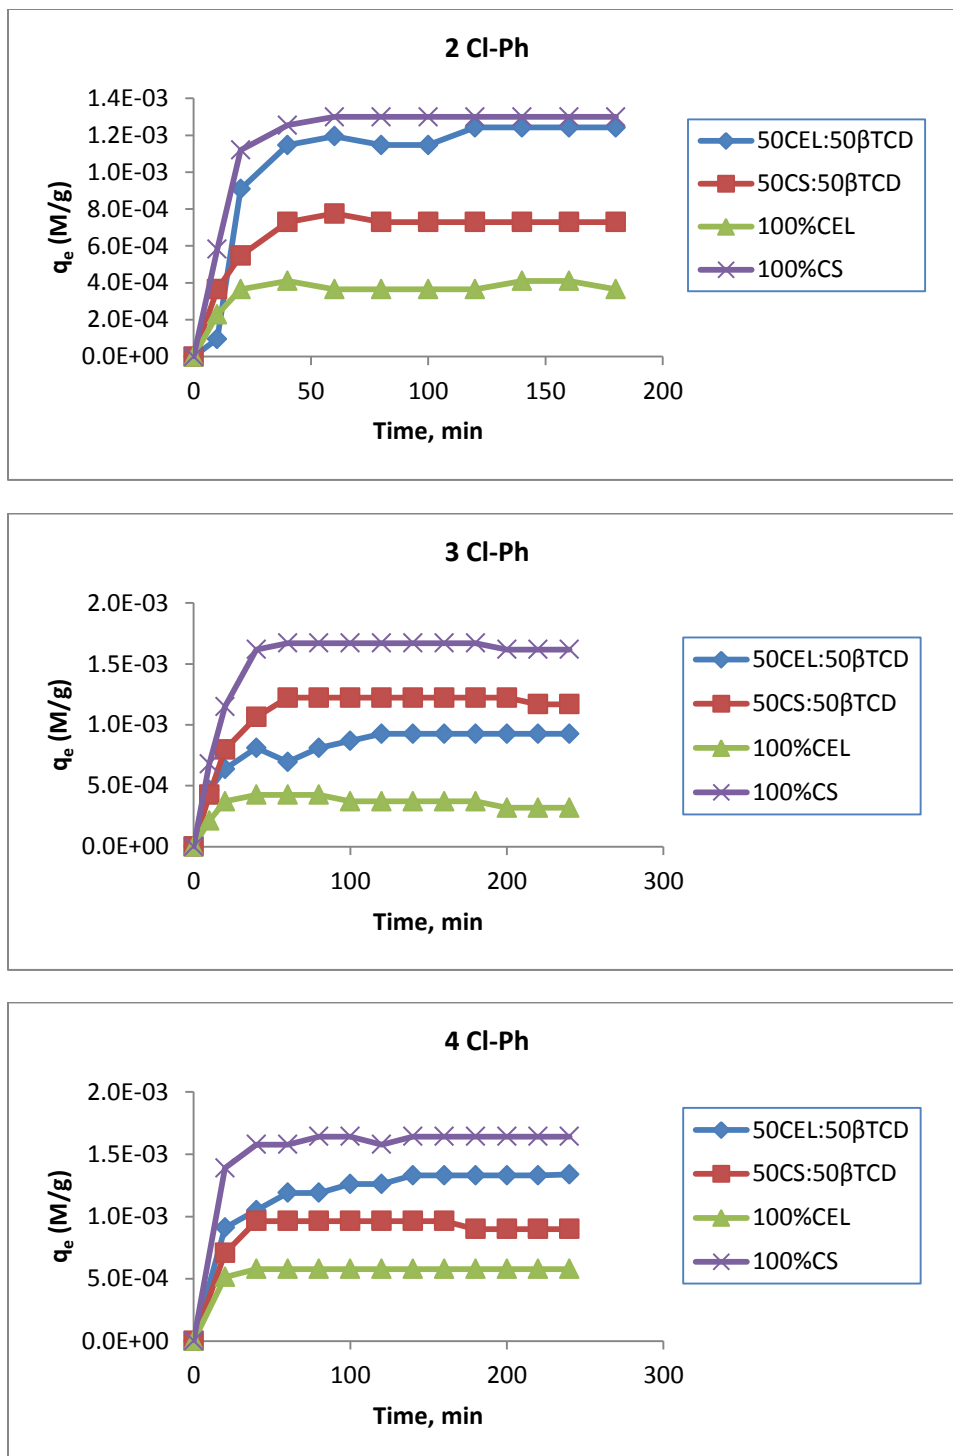 2 Cl-Ph
1.4E-03
1.2E-03
1.0E-03
8.0E-04
6.0E-04
4.0E-04
2.0E-04
0.0E+00
qe (M/g)
0 50 100 150 200
Time, min
50CEL:50βTCD
50CS:50βTCD
100%CEL
100%CS
3 Cl-Ph
2.0E-03
1.5E-03
1.0E-03
5.0E-04
0.0E+00
qe (M/g)
0 100 200 300
Time, min
50CEL:50βTCD
50CS:50βTCD
100%CEL
100%CS
4 Cl-Ph
2.0E-03
1.5E-03
1.0E-03
5.0E-04
0.0E+00
qe (M/g)
0 100 200 300
Time, min
50CEL:50βTCD
50CS:50βTCD
100%CEL
100%CS